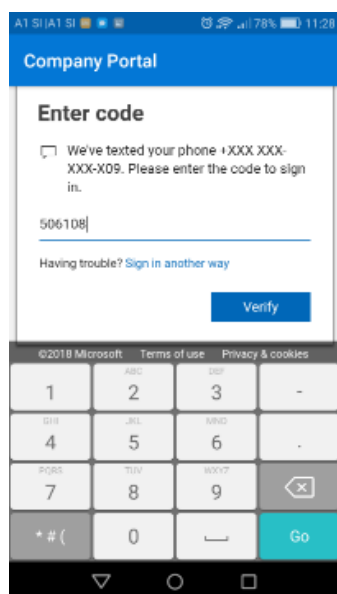 A1 SI|A1 SI 78% 11:28
Company Portal
Enter code
We've texted your phone +XXX XXX-
XXX-X09. Please enter the code to sign
in.
506108
Having trouble? Sign in another way
Verify
©2018 Microsoft Terms of use Privacy & cookies
1 ABC 2 DEF 3 -
GHI 4 JKL 5 MNO 6 .
PQRS 7 TUV 8 WXYZ 9
*#( 0 Go